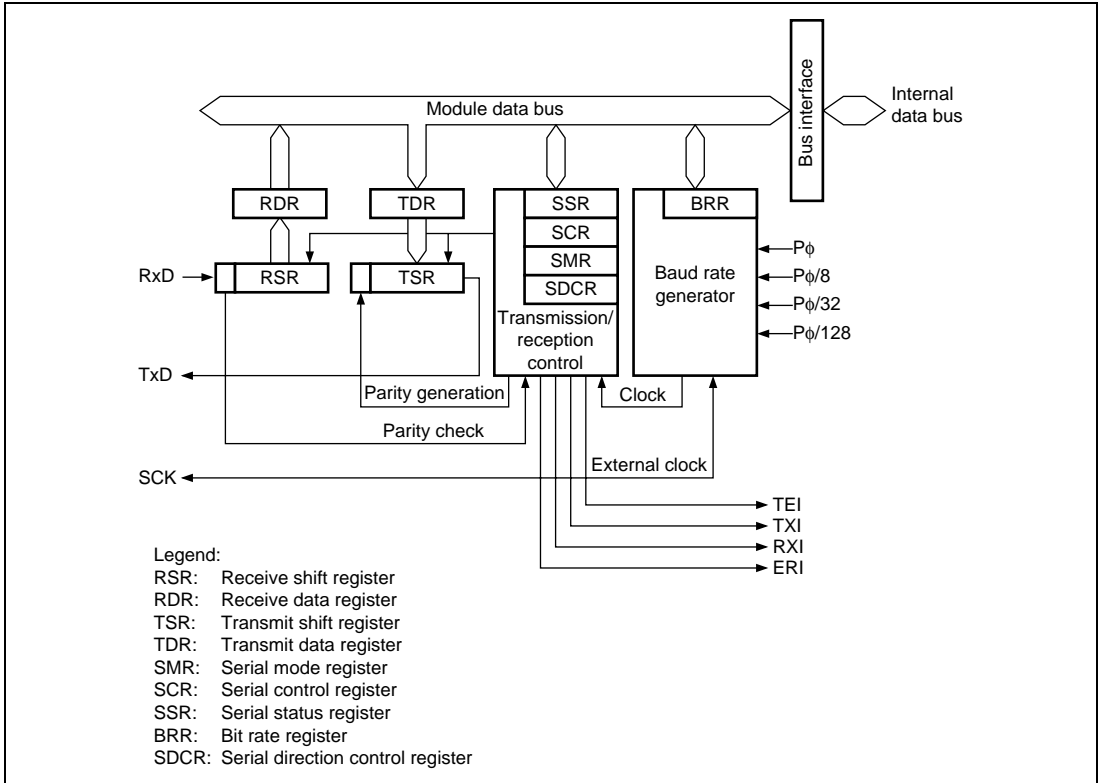 Module data bus
Bus interface
Internal
data bus
RDR
TDR
SSR
BRR
SCR
SMR
SDCR
RxD
RSR
TSR
Baud rate
generator
Pϕ
Pϕ/8
Pϕ/32
Pϕ/128
Transmission/
reception
control
TxD
Parity generation
Clock
Parity check
SCK
External clock
TEI
TXI
RXI
ERI
Legend:
RSR: Receive shift register
RDR: Receive data register
TSR: Transmit shift register
TDR: Transmit data register
SMR: Serial mode register
SCR: Serial control register
SSR: Serial status register
BRR: Bit rate register
SDCR: Serial direction control register